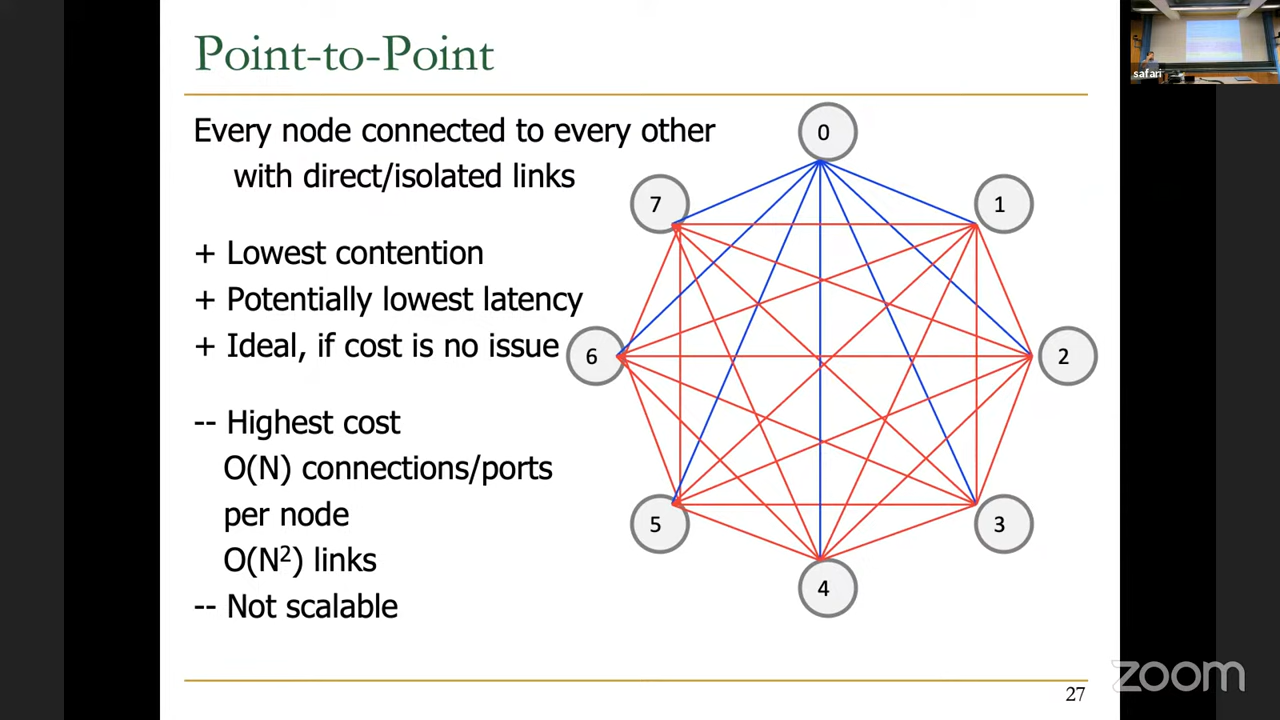 Point-to-Point
safari
Every node connected to every other
with direct/isolated links
+ Lowest contention
+ Potentially lowest latency
+ Ideal, if cost is no issue
-- Highest cost
O(N) connections/ports
per node
O(N²) links
-- Not scalable
0
7
1
6
2
5
3
4
27
zoom